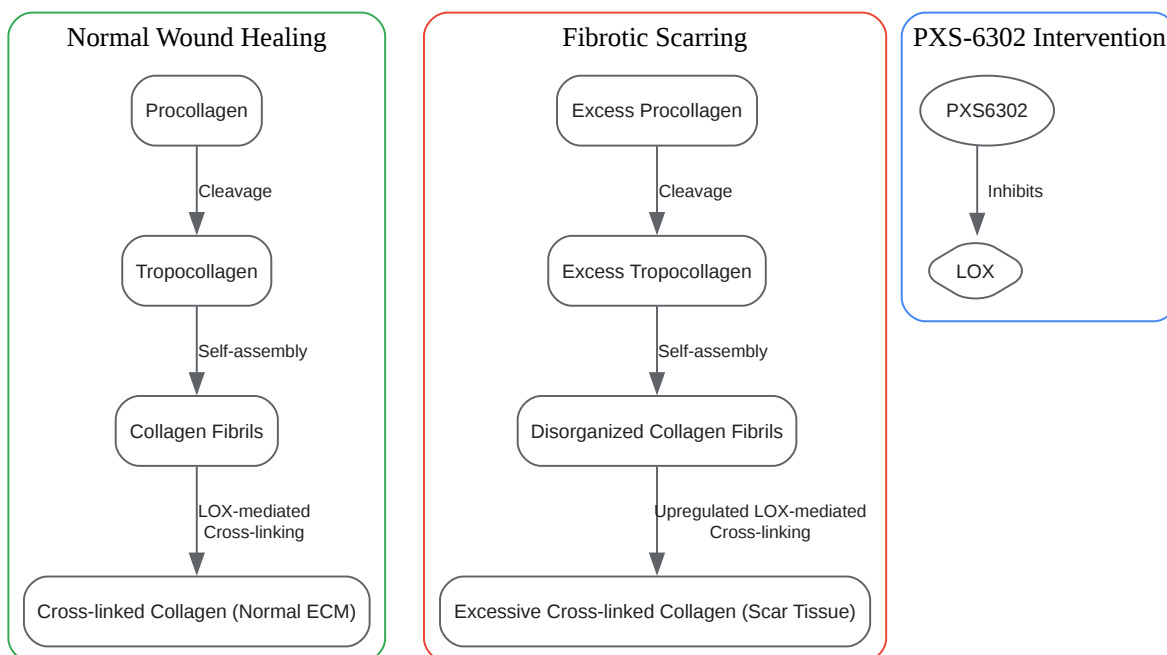 Normal Wound Healing
Procollagen
Cleavage
Tropocollagen
Self-assembly
Collagen Fibrils
LOX-mediated
Cross-linking
Cross-linked Collagen (Normal ECM)
Fibrotic Scarring
Excess Procollagen
Cleavage
Excess Tropocollagen
Self-assembly
Disorganized Collagen Fibrils
Upregulated LOX-mediated
Cross-linking
Excessive Cross-linked Collagen (Scar Tissue)
PXS-6302 Intervention
PXS6302
Inhibits
LOX